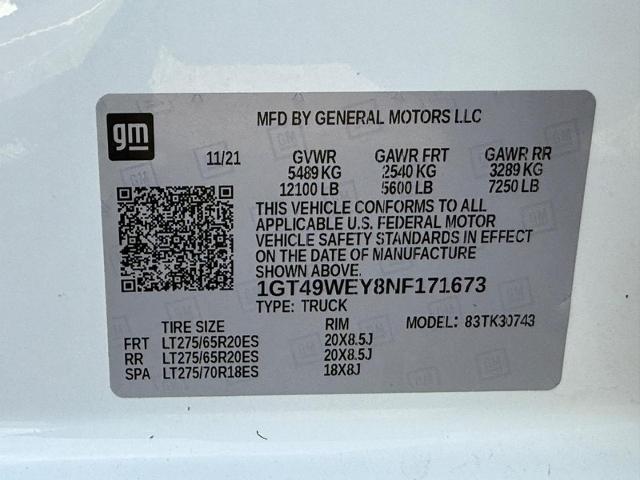 gm
MFD BY GENERAL MOTORS LLC
11/21 GVWR GAWR FRT GAWR RR
5489 KG 2540 KG 3289 KG
12100 LB 5600 LB 7250 LB
THIS VEHICLE CONFORMS TO ALL
APPLICABLE U.S. FEDERAL MOTOR
VEHICLE SAFETY STANDARDS IN EFFECT
ON THE DATE OF MANUFACTURE
SHOWN ABOVE.
1GT49WEY8NF171673
TYPE: TRUCK
TIRE SIZE RIM MODEL: 83TK30743
FRT LT275/65R20ES 20X8.5J
RR LT275/65R20ES 20X8.5J
SPA LT275/70R18ES 18X8J